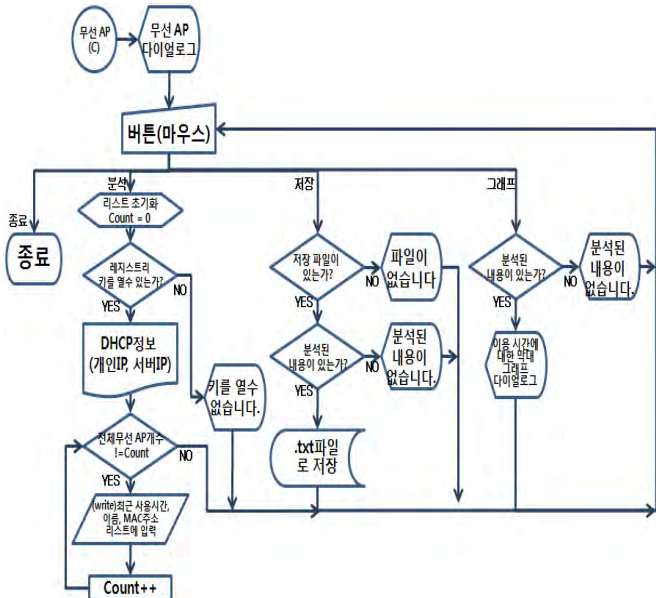 무선 AP
(C)
무선 AP
다이얼로그
버튼(마우스)
종료
분석
저장
그래프
종료
리스트 초기화
Count = 0
레지스트리
키를 열수 있는가?
NO
YES
DHCP정보
(개인IP, 서버IP)
키를 열수
없습니다.
전체무선 AP개수
!=Count
NO
YES
(write)최근 사용시간,
이름, MAC주소
리스트에 입력
Count++
저장 파일이
있는가?
NO
YES
파일이
없습니다
분석된
내용이 있는가?
NO
YES
분석된
내용이
없습니다.
.txt파일
로 저장
분석된
내용이 있는가?
NO
YES
분석된
내용이
없습니다.
이용 시간에
대한 막대
그래프
다이얼로그